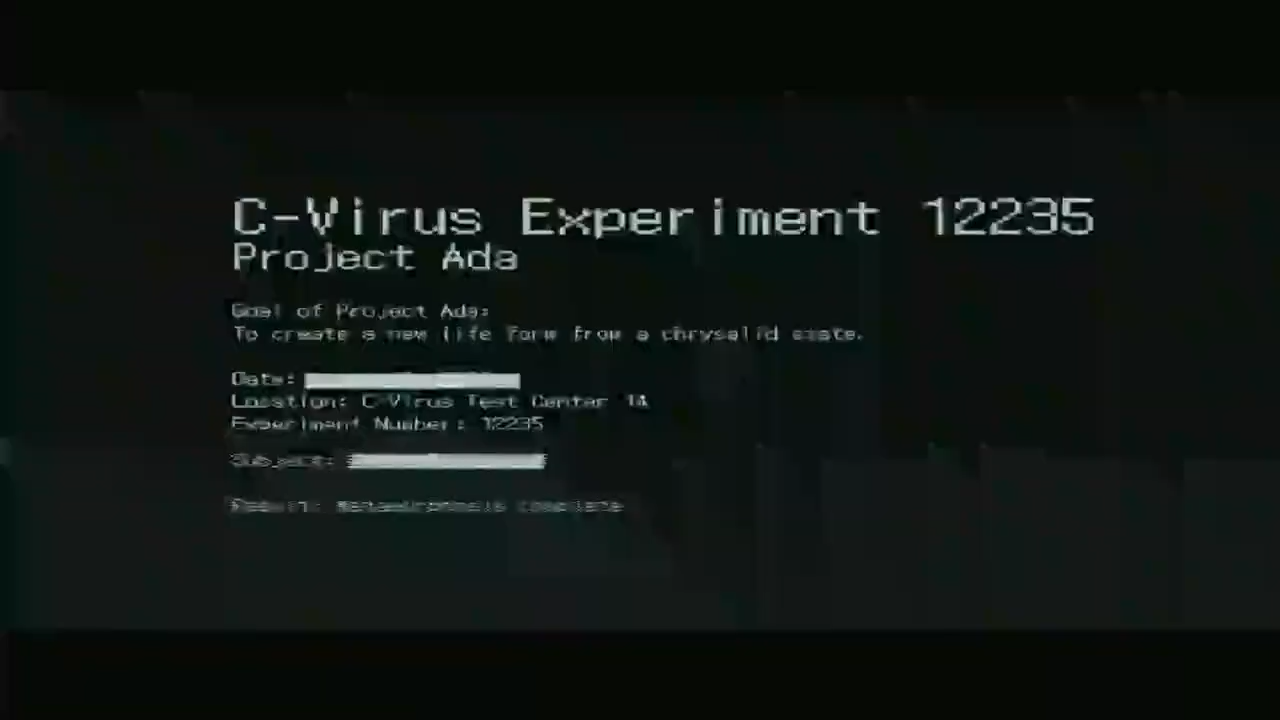 C-Virus Experiment 12235
Project Ada
Goal of Project Ada:
To create a new life form from a chrysalid state.
Date:
Location: C-Virus Test Center 14
Experiment Number: 12235
Subject:
Result: Metamorphosis complete